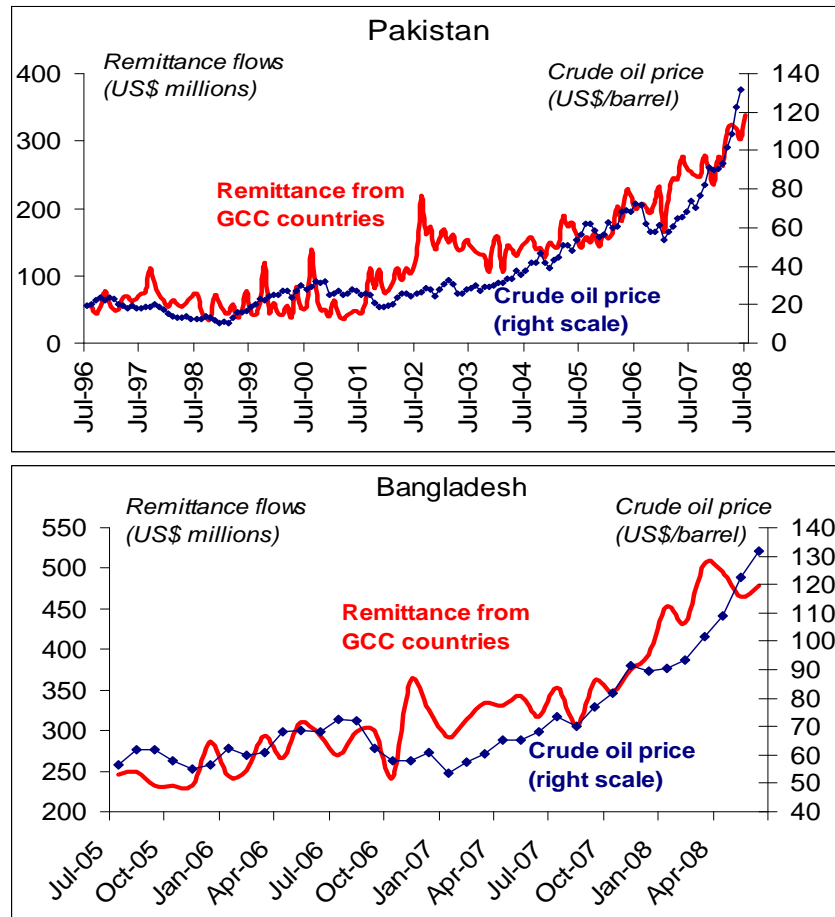 Pakistan
Remittance flows
(US$ millions)
Crude oil price
(US$/barrel)
400
300
200
100
0
140
120
100
80
60
40
20
0
Remittance from
GCC countries
Crude oil price
(right scale)
Jul-96
Jul-97
Jul-98
Jul-99
Jul-00
Jul-01
Jul-02
Jul-03
Jul-04
Jul-05
Jul-06
Jul-07
Jul-08
Bangladesh
Remittance flows
(US$ millions)
Crude oil price
(US$/barrel)
550
500
450
400
350
300
250
200
140
130
120
110
100
90
80
70
60
50
40
Remittance from
GCC countries
Crude oil price
(right scale)
Jul-05
Oct-05
Jan-06
Apr-06
Jul-06
Oct-06
Jan-07
Apr-07
Jul-07
Oct-07
Jan-08
Apr-08